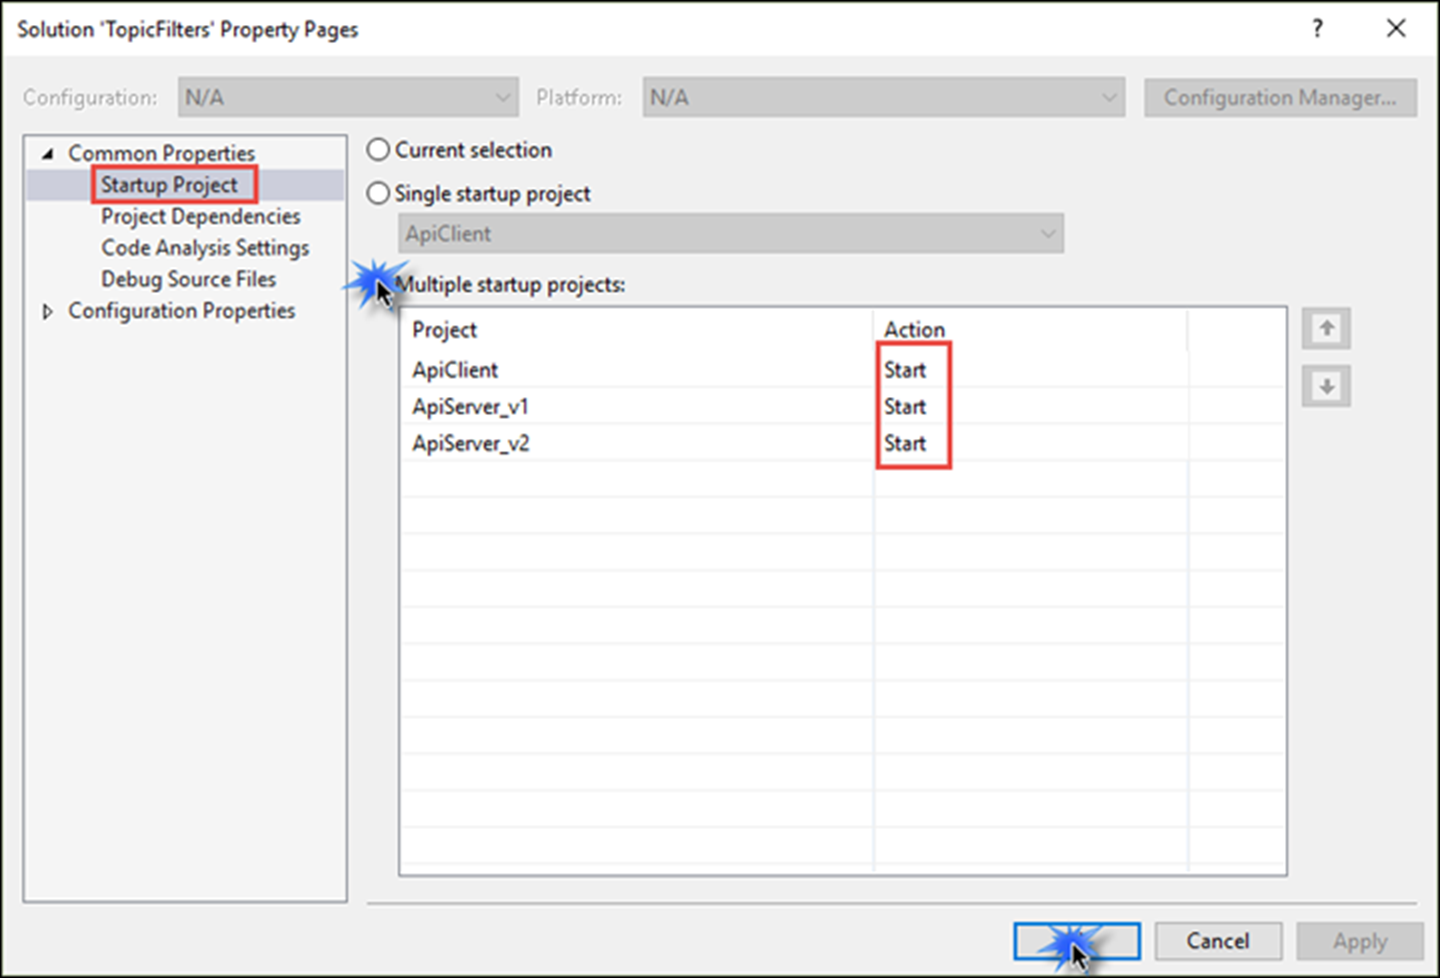 Solution 'TopicFilters' Property Pages
?
Configuration: N/A Platform: N/A Configuration Manager...
Common Properties
Startup Project
Project Dependencies
Code Analysis Settings
Debug Source Files
Configuration Properties
Current selection
Single startup project
ApiClient
Multiple startup projects:
Project Action
ApiClient Start
ApiServer_v1 Start
ApiServer_v2 Start
Cancel Apply